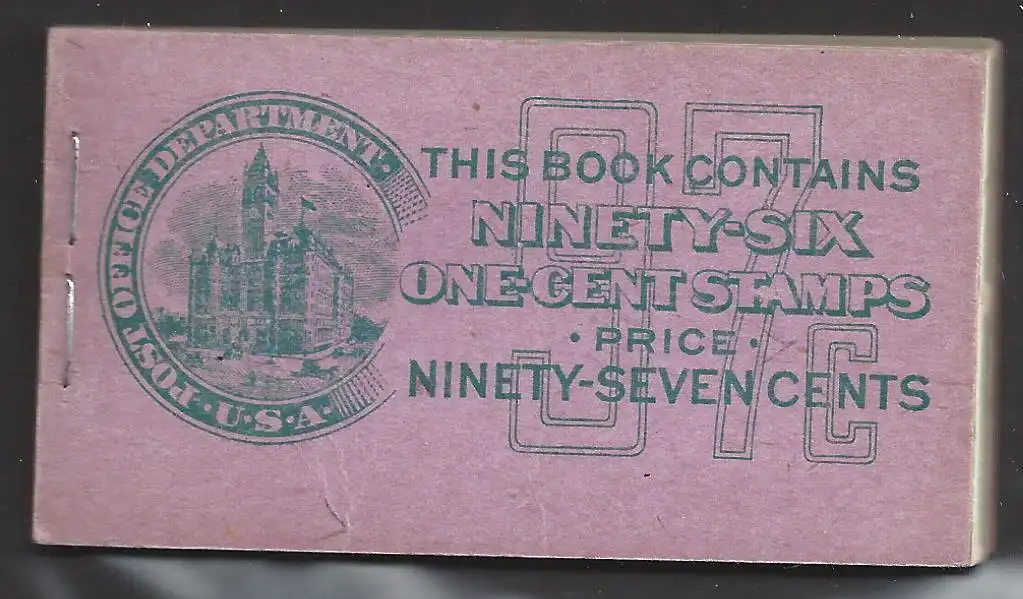 POST OFFICE DEPARTMENT·
·U·S·A·
97c
THIS BOOK CONTAINS
NINETY-SIX
ONE-CENT STAMPS
·PRICE·
NINETY-SEVEN CENTS